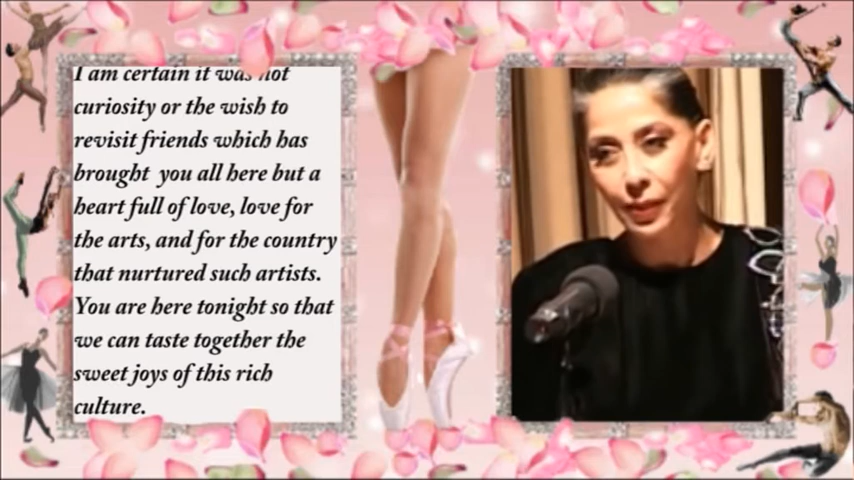 I am certain it was not
curiosity or the wish to
revisit friends which has
brought you all here but a
heart full of love, love for
the arts, and for the country
that nurtured such artists.
You are here tonight so that
we can taste together the
sweet joys of this rich
culture.